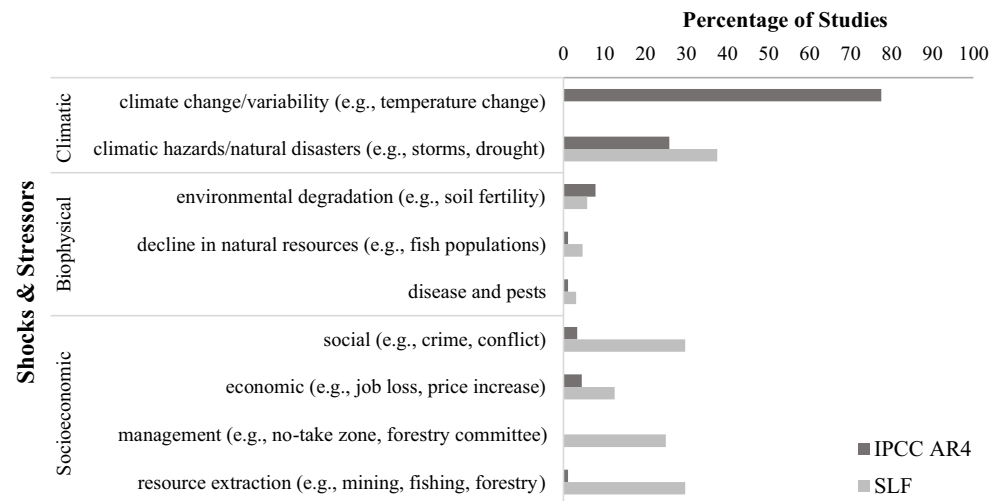 Percentage of Studies
0 10 20 30 40 50 60 70 80 90 100
Shocks & Stressors
Climatic
climate change/variability (e.g., temperature change)
climatic hazards/natural disasters (e.g., storms, drought)
Biophysical
environmental degradation (e.g., soil fertility)
decline in natural resources (e.g., fish populations)
disease and pests
Socioeconomic
social (e.g., crime, conflict)
economic (e.g., job loss, price increase)
management (e.g., no-take zone, forestry committee)
resource extraction (e.g., mining, fishing, forestry)
IPCC AR4
SLF